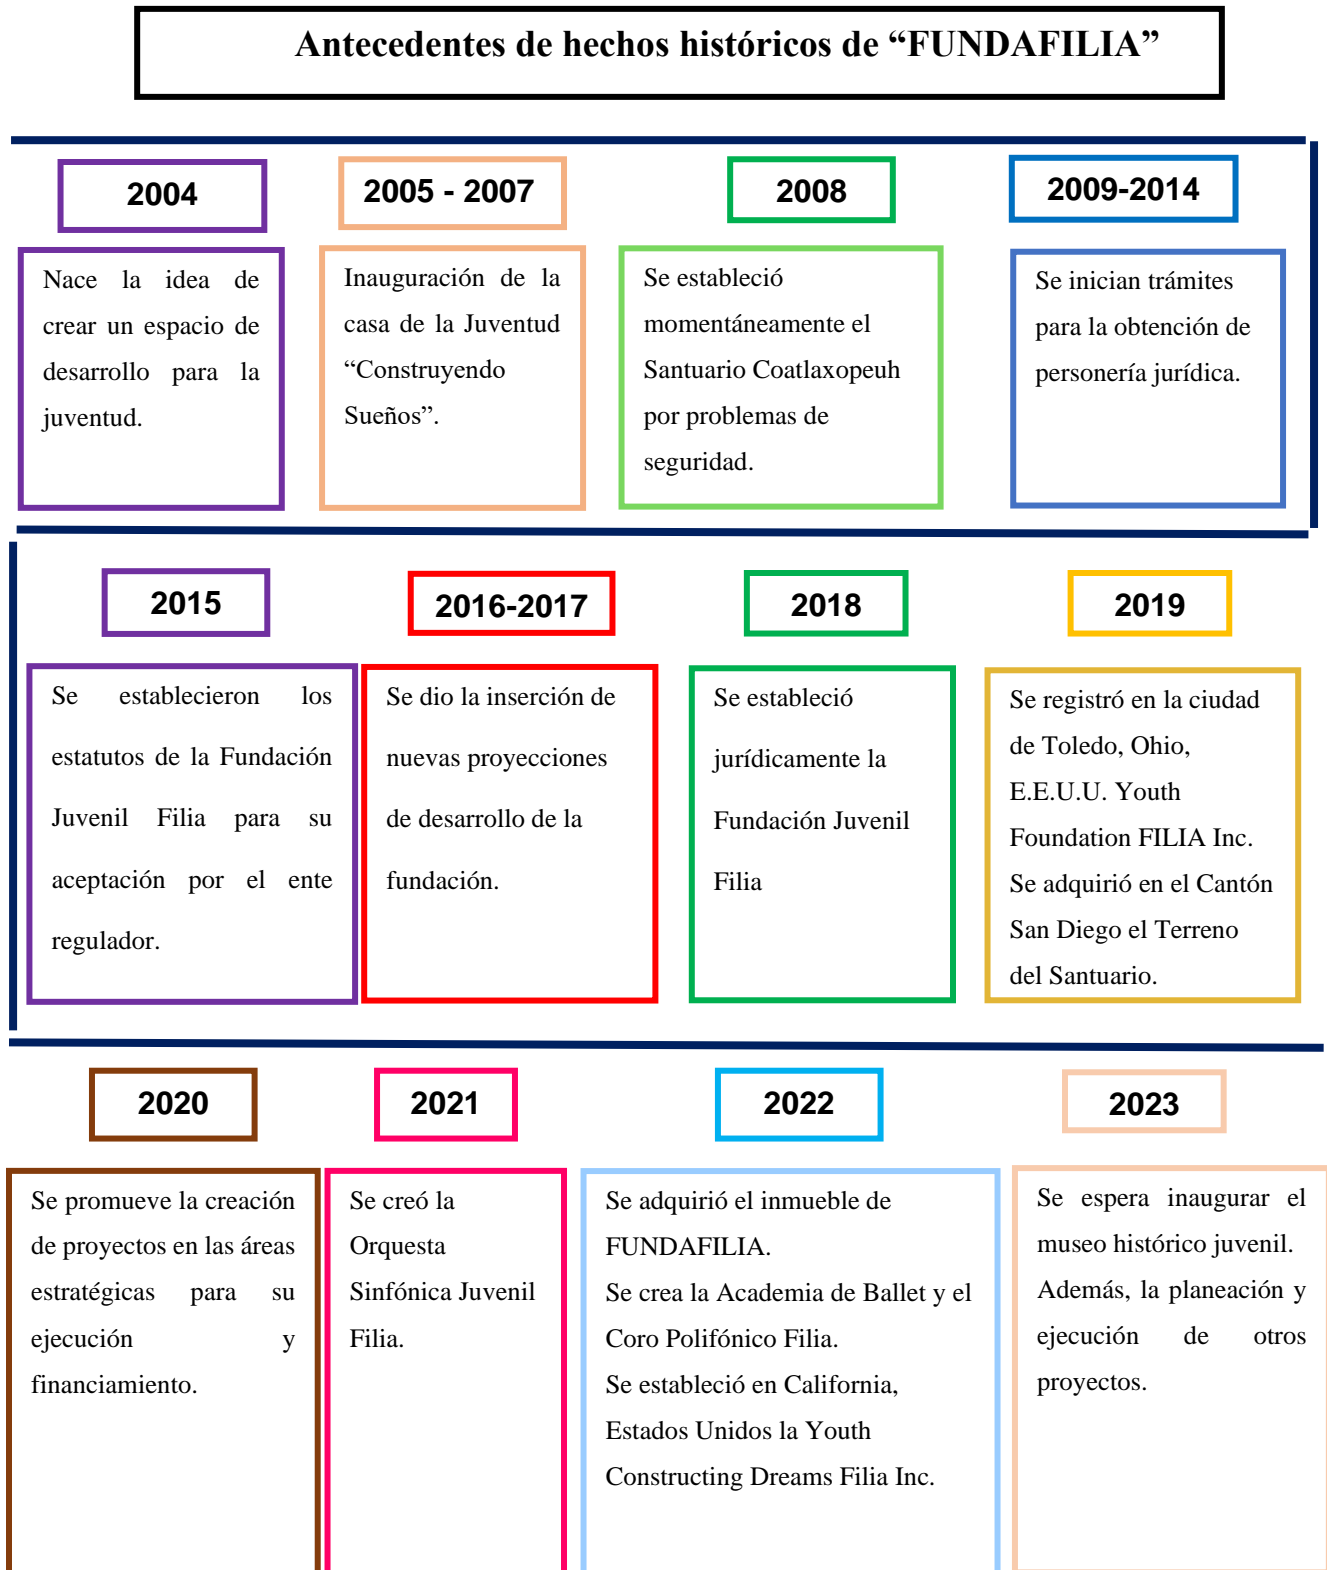 Antecedentes de hechos históricos de “FUNDAFILIA”
2004
Nace la idea de
crear un espacio de
desarrollo para la
juventud.
2005 - 2007
Inauguración de la
casa de la Juventud
“Construyendo
Sueños”.
2008
Se estableció
momentáneamente el
Santuario Coatlaxopeuh
por problemas de
seguridad.
2009-2014
Se inician trámites
para la obtención de
personería jurídica.
2015
Se establecieron los
estatutos de la Fundación
Juvenil Filia para su
aceptación por el ente
regulador.
2016-2017
Se dio la inserción de
nuevas proyecciones
de desarrollo de la
fundación.
2018
Se estableció
jurídicamente la
Fundación Juvenil
Filia
2019
Se registró en la ciudad
de Toledo, Ohio,
E.E.U.U. Youth
Foundation FILIA Inc.
Se adquirió en el Cantón
San Diego el Terreno
del Santuario.
2020
Se promueve la creación
de proyectos en las áreas
estratégicas para su
ejecución y
financiamiento.
2021
Se creó la
Orquesta
Sinfónica Juvenil
Filia.
2022
Se adquirió el inmueble de
FUNDAFILIA.
Se crea la Academia de Ballet y el
Coro Polifónico Filia.
Se estableció en California,
Estados Unidos la Youth
Constructing Dreams Filia Inc.
2023
Se espera inaugurar el
museo histórico juvenil.
Además, la planeación y
ejecución de otros
proyectos.